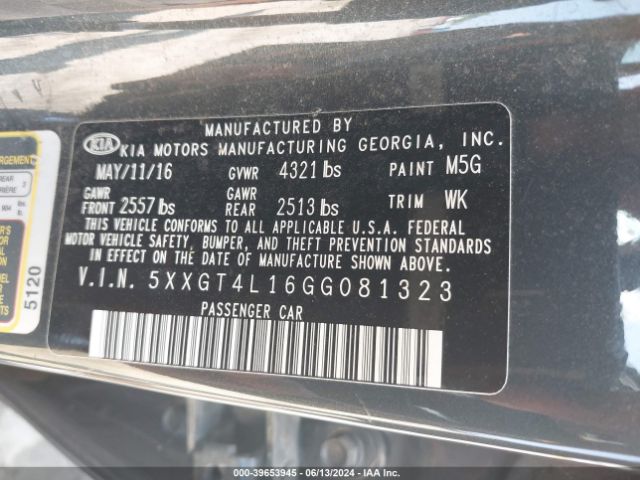 MANUFACTURED BY
KIA KIA MOTORS MANUFACTURING GEORGIA, INC.
MAY/11/16 GVWR 4321 lbs PAINT M5G
GAWR FRONT 2557 lbs GAWR REAR 2513 lbs TRIM WK
THIS VEHICLE CONFORMS TO ALL APPLICABLE U.S.A. FEDERAL
MOTOR VEHICLE SAFETY, BUMPER, AND THEFT PREVENTION STANDARDS
IN EFFECT ON THE DATE OF MANUFACTURE SHOWN ABOVE.
V.I.N. 5XXGT4L16GG081323
PASSENGER CAR
5120
000-39653945 - 06/13/2024 - IAA Inc.